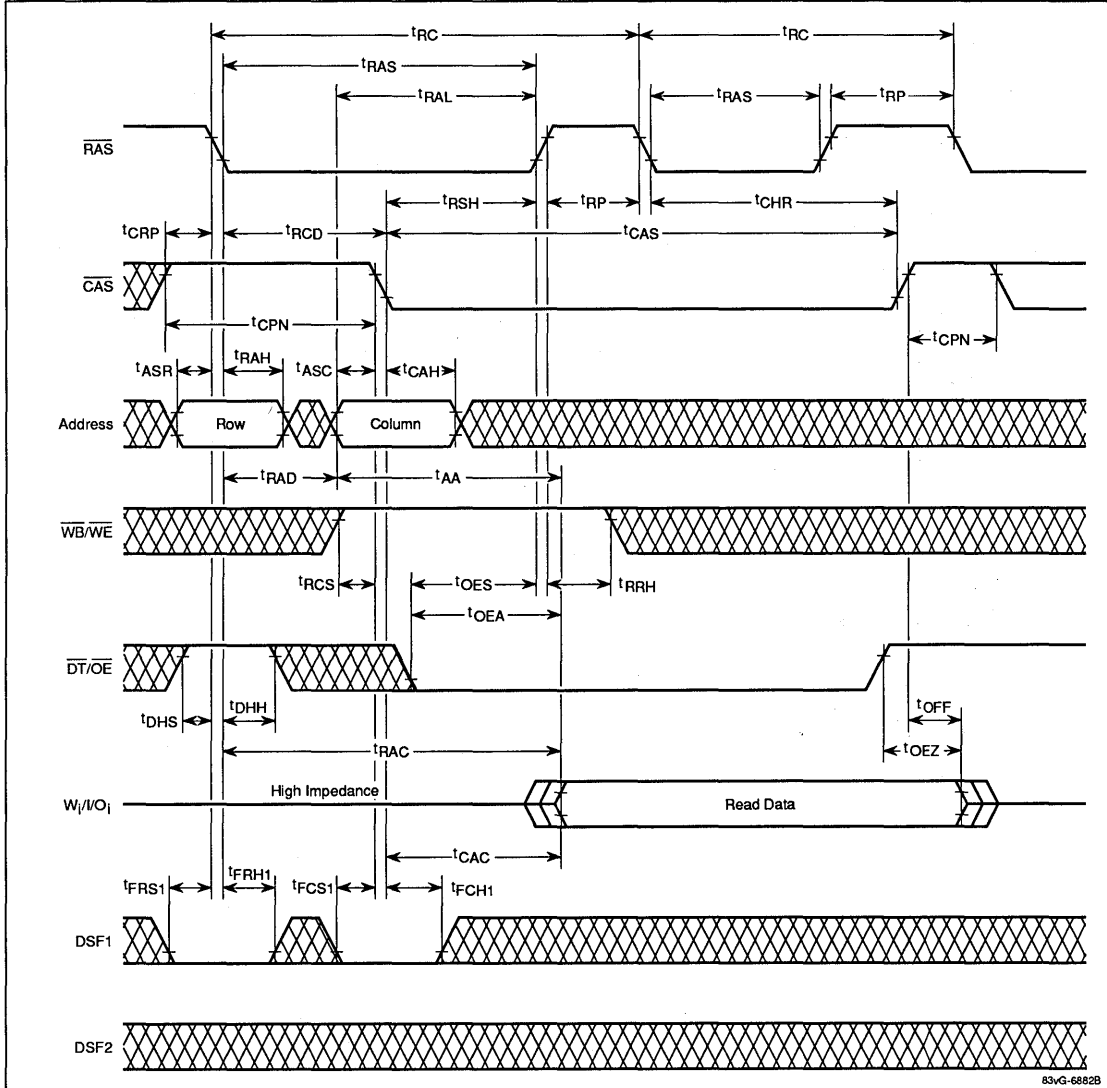 tRC tRC
tRAS
tRAL tRAS tRP
RAS
tRSH tRP tCHR
tCRP tRCD tCAS
CAS
tCPN tCPN
tASR tRAH tASC tCAH
Address Row Column
tRAD tAA
WB/WE
tRCS tOES tRRH
tOEA
DT/OE
tDHS tDHH tOFF
tRAC tOEZ
High Impedance
Wi/I/Oi Read Data
tCAC
tFRS1 tFRH1 tFCS1 tFCH1
DSF1
DSF2
83vG-6882B